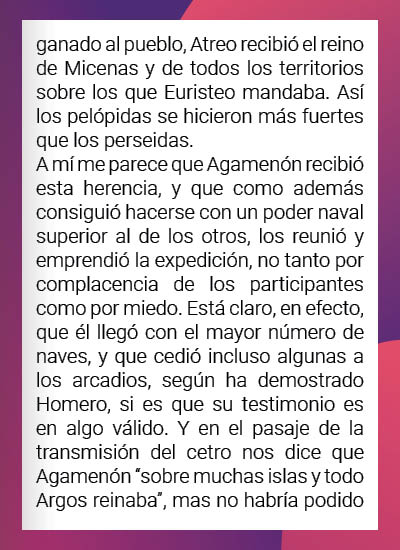 ganado al pueblo, Atreo recibió el reino
de Micenas y de todos los territorios
sobre los que Euristeo mandaba. Así
los pelópidas se hicieron más fuertes
que los perseidas.
A mí me parece que Agamenón recibió
esta herencia, y que como además
consiguió hacerse con un poder naval
superior al de los otros, los reunió y
emprendió la expedición, no tanto por
complacencia de los participantes
como por miedo. Está claro, en efecto,
que él llegó con el mayor número de
naves, y que cedió incluso algunas a
los arcadios, según ha demostrado
Homero, si es que su testimonio es
en algo válido. Y en el pasaje de la
transmisión del cetro nos dice que
Agamenón “sobre muchas islas y todo
Argos reinaba”, mas no habría podido